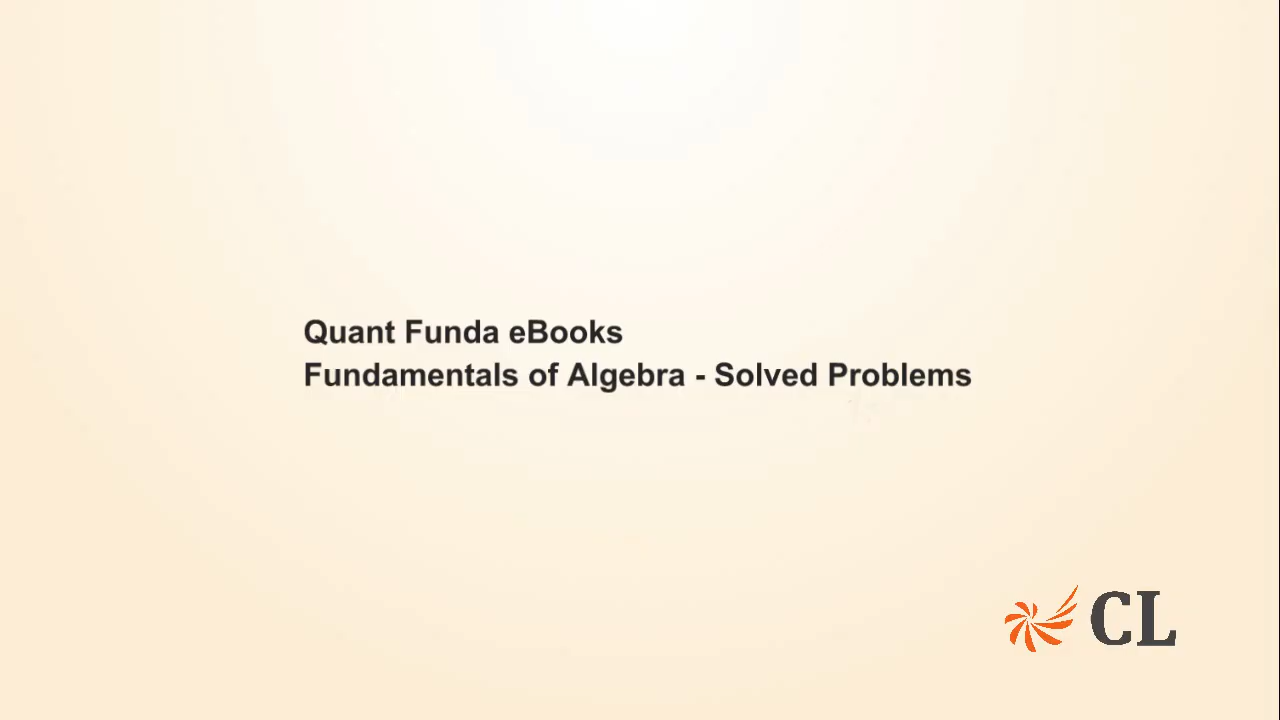 Quant Funda eBooks
Fundamentals of Algebra - Solved Problems
CL